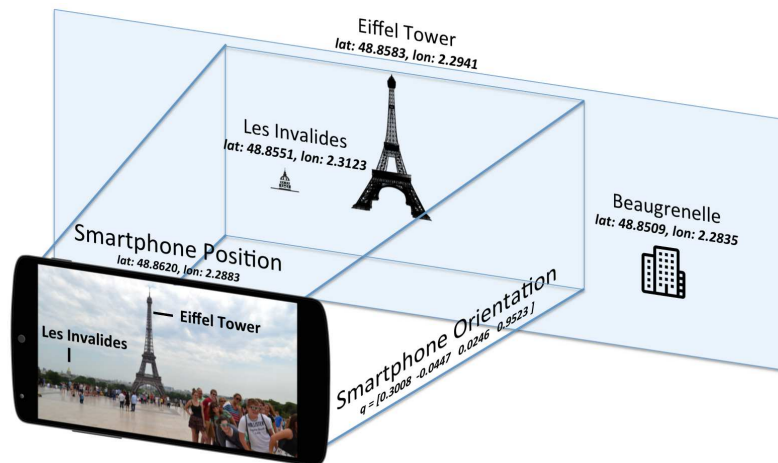 Eiffel Tower
lat: 48.8583, lon: 2.2941
Les Invalides
lat: 48.8551, lon: 2.3123
Beaugrenelle
lat: 48.8509, lon: 2.2835
Smartphone Position
lat: 48.8620, lon: 2.2883
Eiffel Tower
Les Invalides
Smartphone Orientation
q = [0.3008 -0.0447 0.0246 0.9523 ]